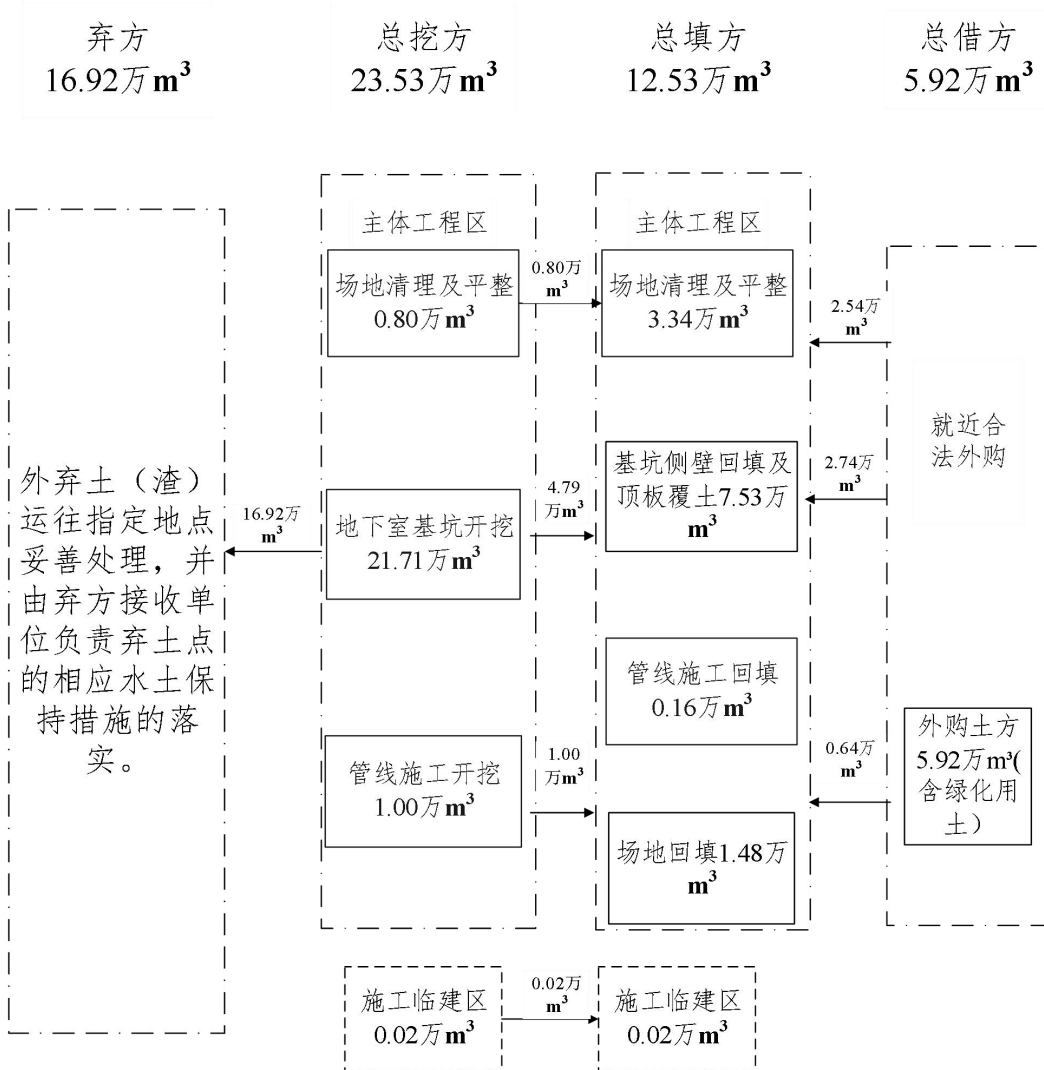 弃方
16.92万m³
总挖方
23.53万m³
总填方
12.53万m³
总借方
5.92万m³
外弃土（渣）
运往指定地点
妥善处理，并
由弃方接收单
位负责弃土点
的相应水土保
持措施的落
实。
16.92万
m³
主体工程区
场地清理及平整
0.80万m³
地下室基坑开挖
21.71万m³
管线施工开挖
1.00万m³
施工临建区
0.02万m³
0.80万
m³
4.79
万m³
1.00
万m³
0.02万
m³
主体工程区
场地清理及平整
3.34万m³
基坑侧壁回填及
顶板覆土7.53万
m³
管线施工回填
0.16万m³
场地回填1.48万
m³
施工临建区
0.02万m³
2.54万
m³
2.74万
m³
0.64万
m³
就近合
法外购
外购土方
5.92万m³(
含绿化用
土）